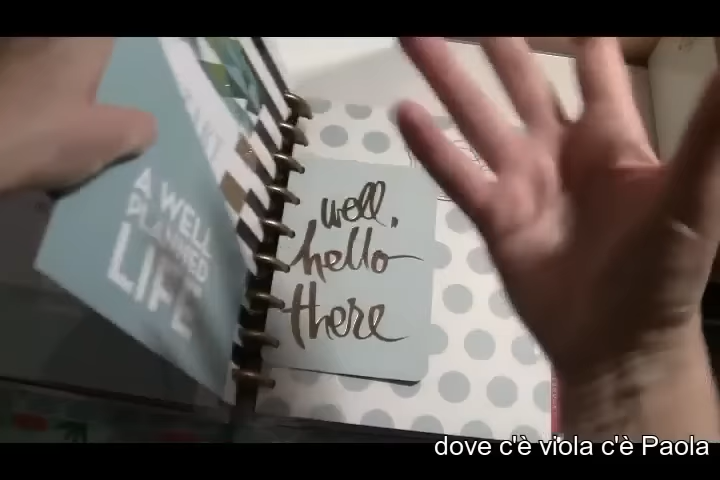 A WELL
PLANNED
LIFE
well,
hello
there
dove c'è viola c'è Paola